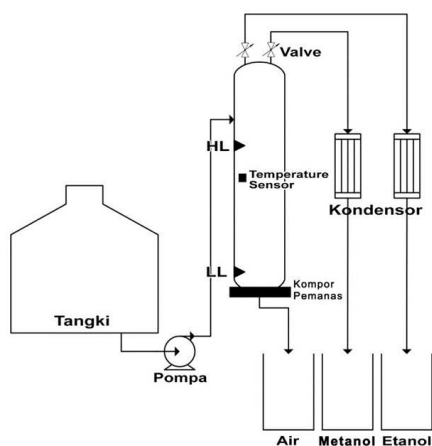 Valve
HL
Temperature
Sensor
Kondensor
LL
Kompor
Pemanas
Tangki
Pompa
Air
Metanol
Etanol